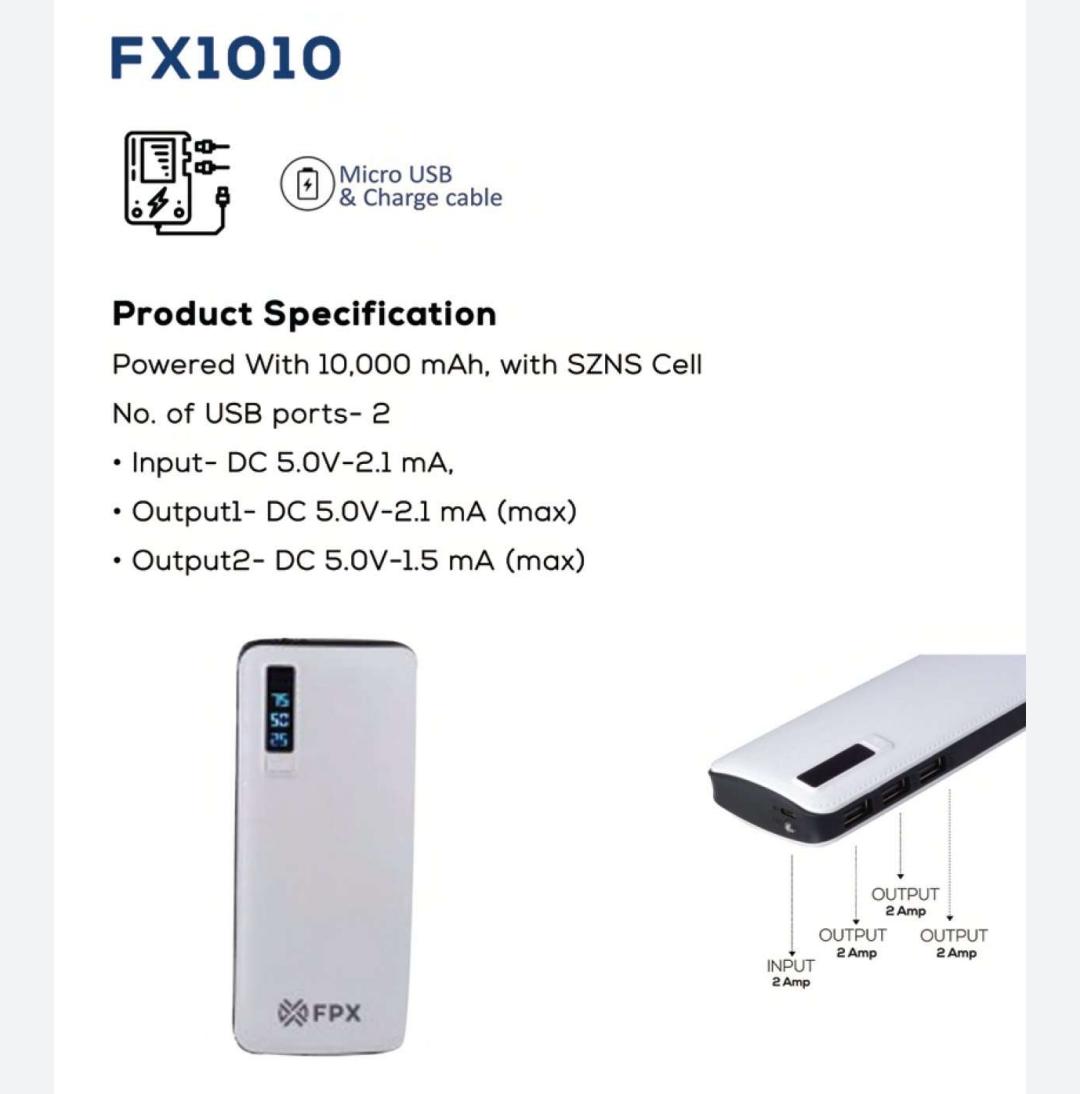 FX1010
Micro USB
& Charge cable
Product Specification
Powered With 10,000 mAh, with SZNS Cell
No. of USB ports- 2
• Input- DC 5.0V-2.1 mA,
• Output1- DC 5.0V-2.1 mA (max)
• Output2- DC 5.0V-1.5 mA (max)
75
50
25
FPX
OUTPUT
2 Amp
OUTPUT
2 Amp
OUTPUT
2 Amp
INPUT
2 Amp